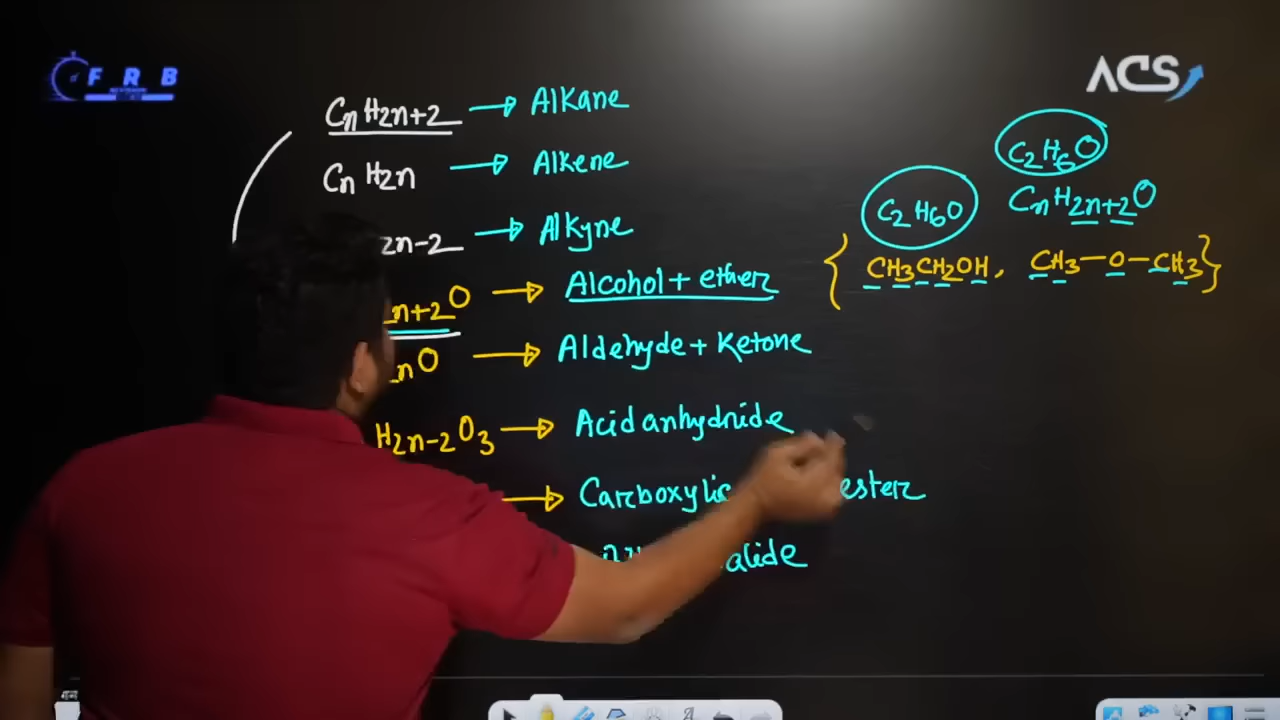 FRB
ACS
CnH2n+2 → Alkane
CnH2n → Alkene
2n-2 → Alkyne
2n+2O → Alcohol + ether
nO → Aldehyde + Ketone
H2n-2O3 → Acid anhydride
→ Carboxylic ester
alide
C2H6O
CnH2n+2O
C2H6O
{CH3CH2OH, CH3-O-CH3}